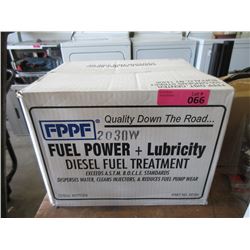 Lot #
066
Quality Down The Road...
FPPF
2038W
FUEL POWER + Lubricity
DIESEL FUEL TREATMENT
EXCEEDS A.S.T.M. B.O.C.L.E. STANDARDS
DISPERSES WATER, CLEANS INJECTORS, & REDUCES FUEL PUMP WEAR